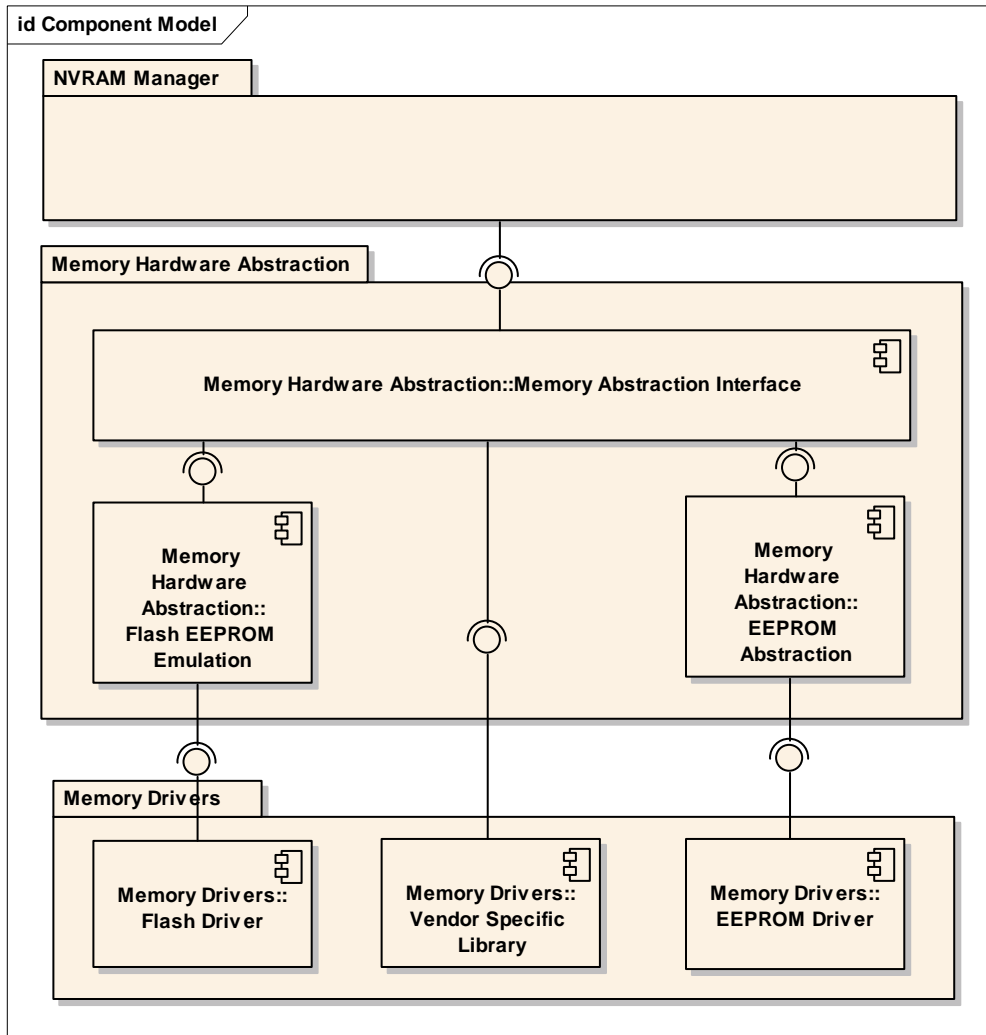 id Component Model
NVRAM Manager
Memory Hardware Abstraction
Memory Hardware Abstraction::Memory Abstraction Interface
Memory
Hardware
Abstraction::
Flash EEPROM
Emulation
Memory
Hardware
Abstraction::
EEPROM
Abstraction
Memory Drivers
Memory Drivers::
Flash Driver
Memory Drivers::
Vendor Specific
Library
Memory Drivers::
EEPROM Driver